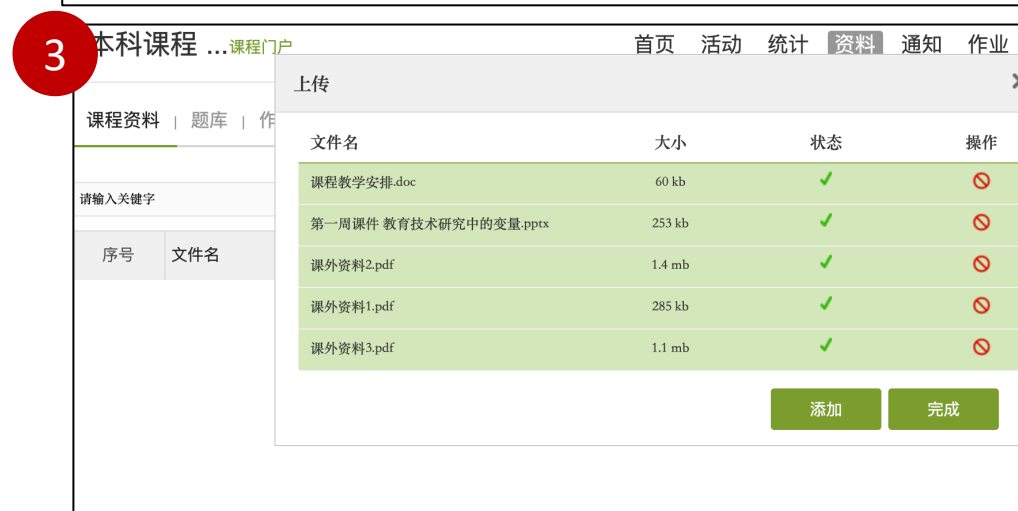 3
本科课程 ...课程门户 首页 活动 统计 资料 通知 作业
上传
课程资料 | 题库 | 作
文件名 大小 状态 操作
请输入关键字
课程教学安排.doc 60 kb
第一周课件 教育技术研究中的变量.pptx 253 kb
序号 文件名
课外资料2.pdf 1.4 mb
课外资料1.pdf 285 kb
课外资料3.pdf 1.1 mb
添加 完成